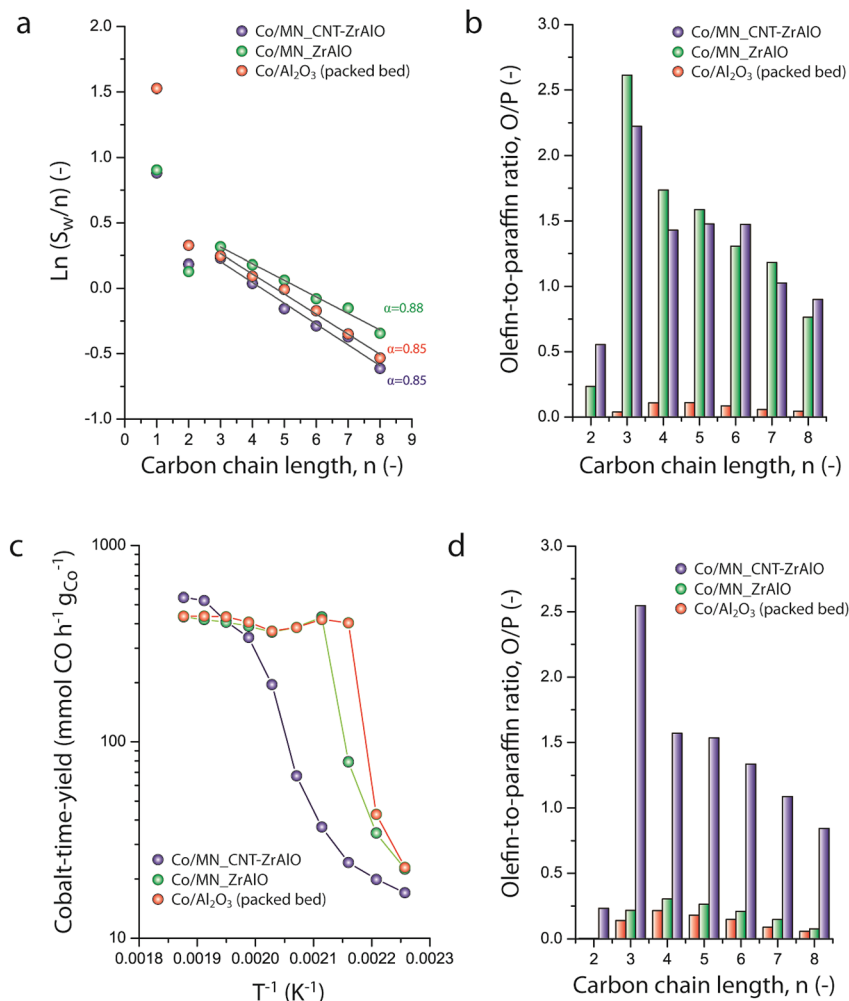 a
Co/MN_CNT-ZrAlO
Co/MN_ZrAlO
Co/Al₂O₃ (packed bed)
Ln (S_W/n) (-)
2.0
1.5
1.0
0.5
0.0
-0.5
-1.0
α=0.88
α=0.85
α=0.85
0 1 2 3 4 5 6 7 8 9
Carbon chain length, n (-)
b
Co/MN_CNT-ZrAlO
Co/MN_ZrAlO
Co/Al₂O₃ (packed bed)
Olefin-to-paraffin ratio, O/P (-)
3.0
2.5
2.0
1.5
1.0
0.5
0.0
2 3 4 5 6 7 8
Carbon chain length, n (-)
c
Cobalt-time-yield (mmol CO h⁻¹ g_Co⁻¹)
1000
100
10
Co/MN_CNT-ZrAlO
Co/MN_ZrAlO
Co/Al₂O₃ (packed bed)
0.0018 0.0019 0.0020 0.0021 0.0022 0.0023
T⁻¹ (K⁻¹)
d
Co/MN_CNT-ZrAlO
Co/MN_ZrAlO
Co/Al₂O₃ (packed bed)
Olefin-to-paraffin ratio, O/P (-)
3.0
2.5
2.0
1.5
1.0
0.5
0.0
2 3 4 5 6 7 8
Carbon chain length, n (-)